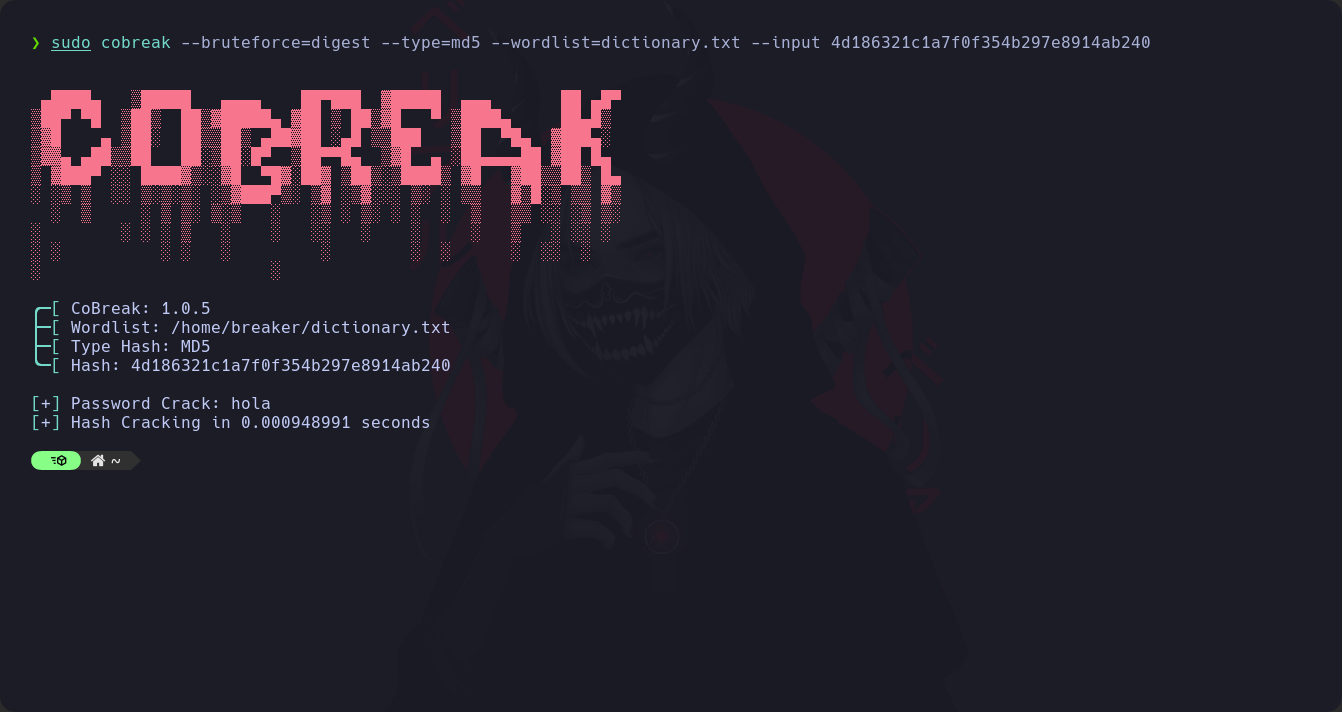 ❯ sudo cobreak --bruteforce=digest --type=md5 --wordlist=dictionary.txt --input 4d186321c1a7f0f354b297e8914ab240
COBREAK
[ CoBreak: 1.0.5
[ Wordlist: /home/breaker/dictionary.txt
[ Type Hash: MD5
[ Hash: 4d186321c1a7f0f354b297e8914ab240
[+] Password Crack: hola
[+] Hash Cracking in 0.000948991 seconds
~